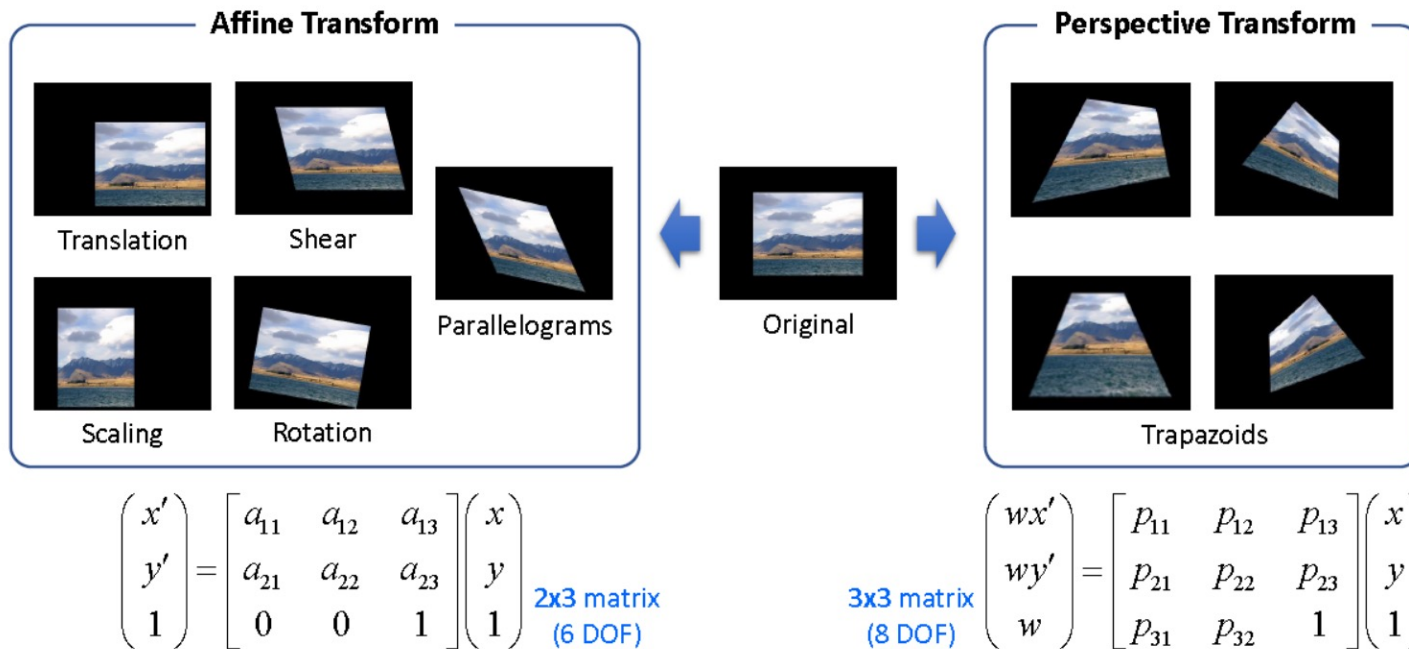 Affine Transform
Perspective Transform
Translation
Shear
Parallelograms
Original
Scaling
Rotation
Trapazoids
x′ = a₁₁ a₁₂ a₁₃ x
y′ = a₂₁ a₂₂ a₂₃ y
1 0 0 1 1
2x3 matrix
(6 DOF)
3x3 matrix
(8 DOF)
wx′ = p₁₁ p₁₂ p₁₃ x
wy′ = p₂₁ p₂₂ p₂₃ y
w p₃₁ p₃₂ 1 1